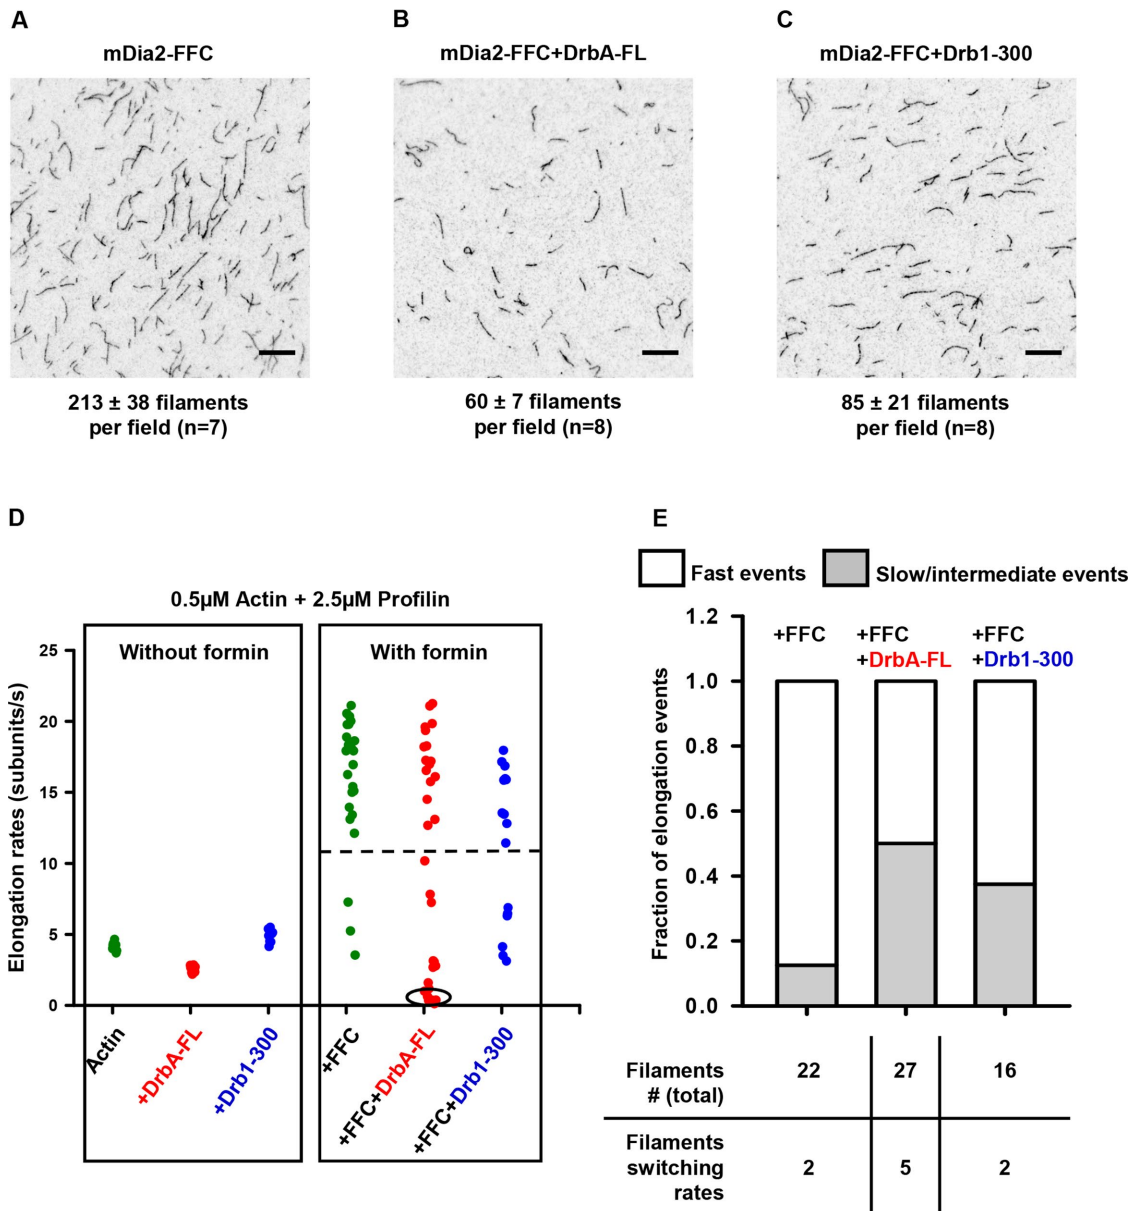 A
B
C
mDia2-FFC
mDia2-FFC+DrbA-FL
mDia2-FFC+Drb1-300
213 ± 38 filaments
per field (n=7)
60 ± 7 filaments
per field (n=8)
85 ± 21 filaments
per field (n=8)
D
0.5µM Actin + 2.5µM Profilin
Without formin
With formin
Elongation rates (subunits/s)
25
20
15
10
5
0
Actin
+DrbA-FL
+Drb1-300
+FFC
+FFC+DrbA-FL
+FFC+Drb1-300
E
Fast events
Slow/intermediate events
Fraction of elongation events
1.2
1.0
0.8
0.6
0.4
0.2
0.0
+FFC
+FFC
+DrbA-FL
+FFC
+Drb1-300
Filaments
# (total)
22
27
16
Filaments
switching
rates
2
5
2